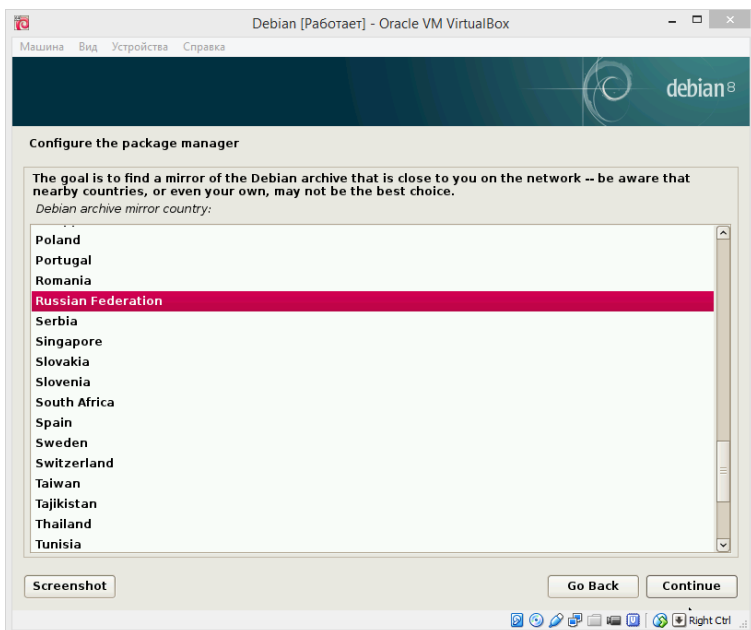 Debian [Работает] - Oracle VM VirtualBox
Машина Вид Устройства Справка
debian 8
Configure the package manager
The goal is to find a mirror of the Debian archive that is close to you on the network -- be aware that
nearby countries, or even your own, may not be the best choice.
Debian archive mirror country:
Poland
Portugal
Romania
Russian Federation
Serbia
Singapore
Slovakia
Slovenia
South Africa
Spain
Sweden
Switzerland
Taiwan
Tajikistan
Thailand
Tunisia
Screenshot Go Back Continue
Right Ctrl